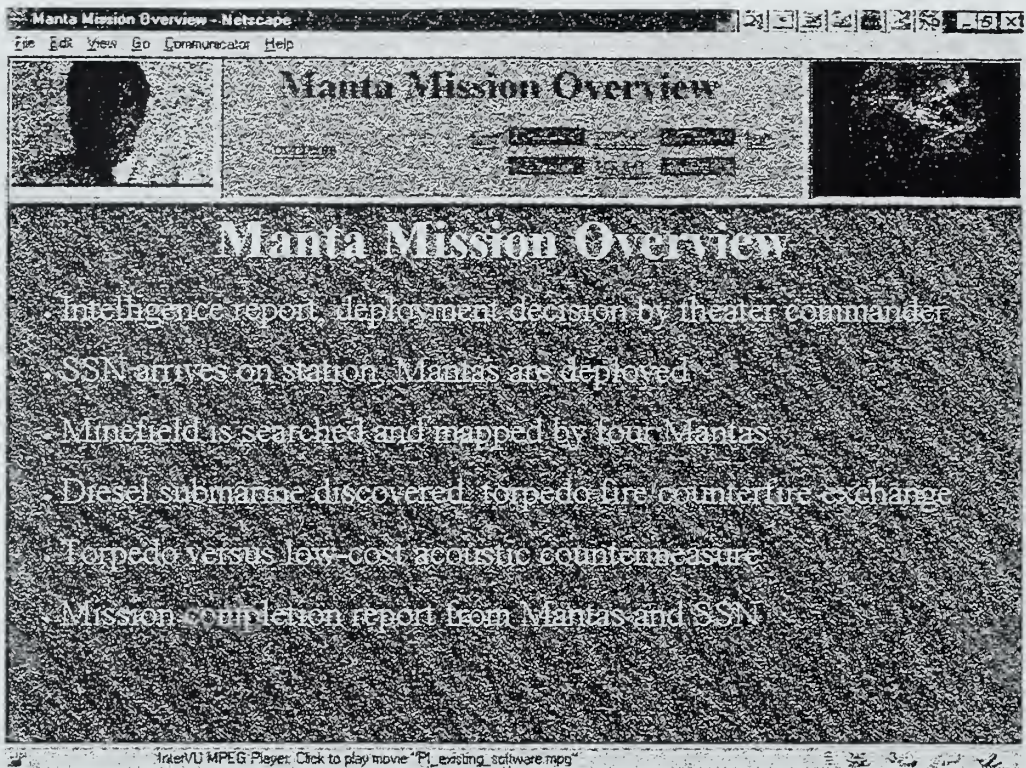 Manta Mission Overview - Netscape
File Edit View Go Communicator Help
Manta Mission Overview
Manta Mission Overview
Intelligence report, deployment decision by theater commander
SSN arrives on station, Mantas are deployed
Minefield is searched and mapped by four Mantas
Diesel submarine discovered, torpedo fire counterfire exchange
Torpedo versus low-cost acoustic countermeasure
Mission completion report from Mantas and SSN
InterVU MPEG Player: Click to play movie "P1_existing_software.mpg"